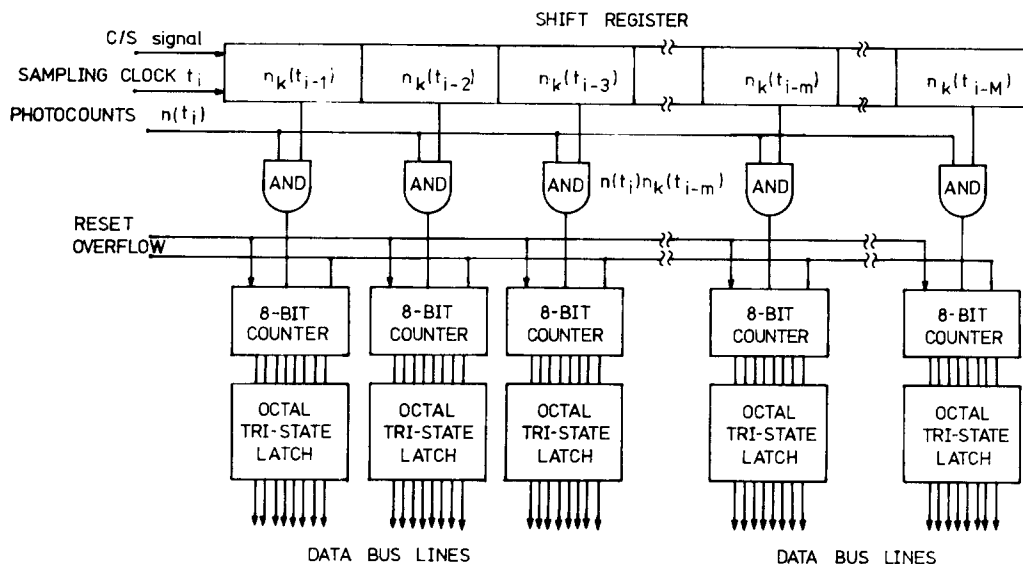 SHIFT REGISTER
C/S signal
SAMPLING CLOCK t_i
n_k(t_{i-1}) n_k(t_{i-2}) n_k(t_{i-3}) n_k(t_{i-m}) n_k(t_{i-M})
PHOTOCOUNTS n(t_i)
AND AND AND n(t_i)n_k(t_{i-m}) AND AND
RESET
OVERFLOW
8-BIT 8-BIT 8-BIT 8-BIT 8-BIT
COUNTER COUNTER COUNTER COUNTER COUNTER
OCTAL OCTAL OCTAL OCTAL OCTAL
TRI-STATE TRI-STATE TRI-STATE TRI-STATE TRI-STATE
LATCH LATCH LATCH LATCH LATCH
DATA BUS LINES DATA BUS LINES